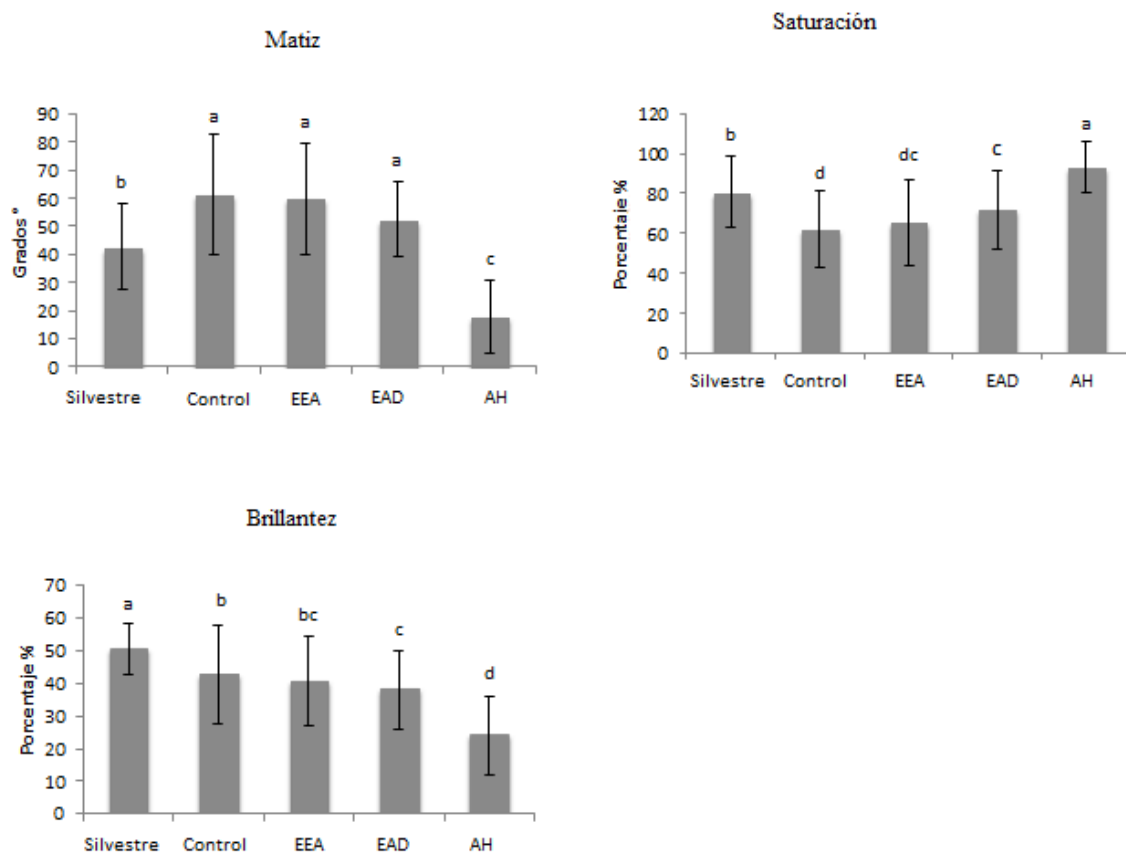 Matiz
Grados °
90
80
70
60
50
40
30
20
10
0
b
a
a
a
c
Silvestre Control EEA EAD AH
Saturación
Porcentaje %
120
100
80
60
40
20
0
b
d
dc
c
a
Silvestre Control EEA EAD AH
Brillantez
Porcentaje %
70
60
50
40
30
20
10
0
a
b
bc
c
d
Silvestre Control EEA EAD AH